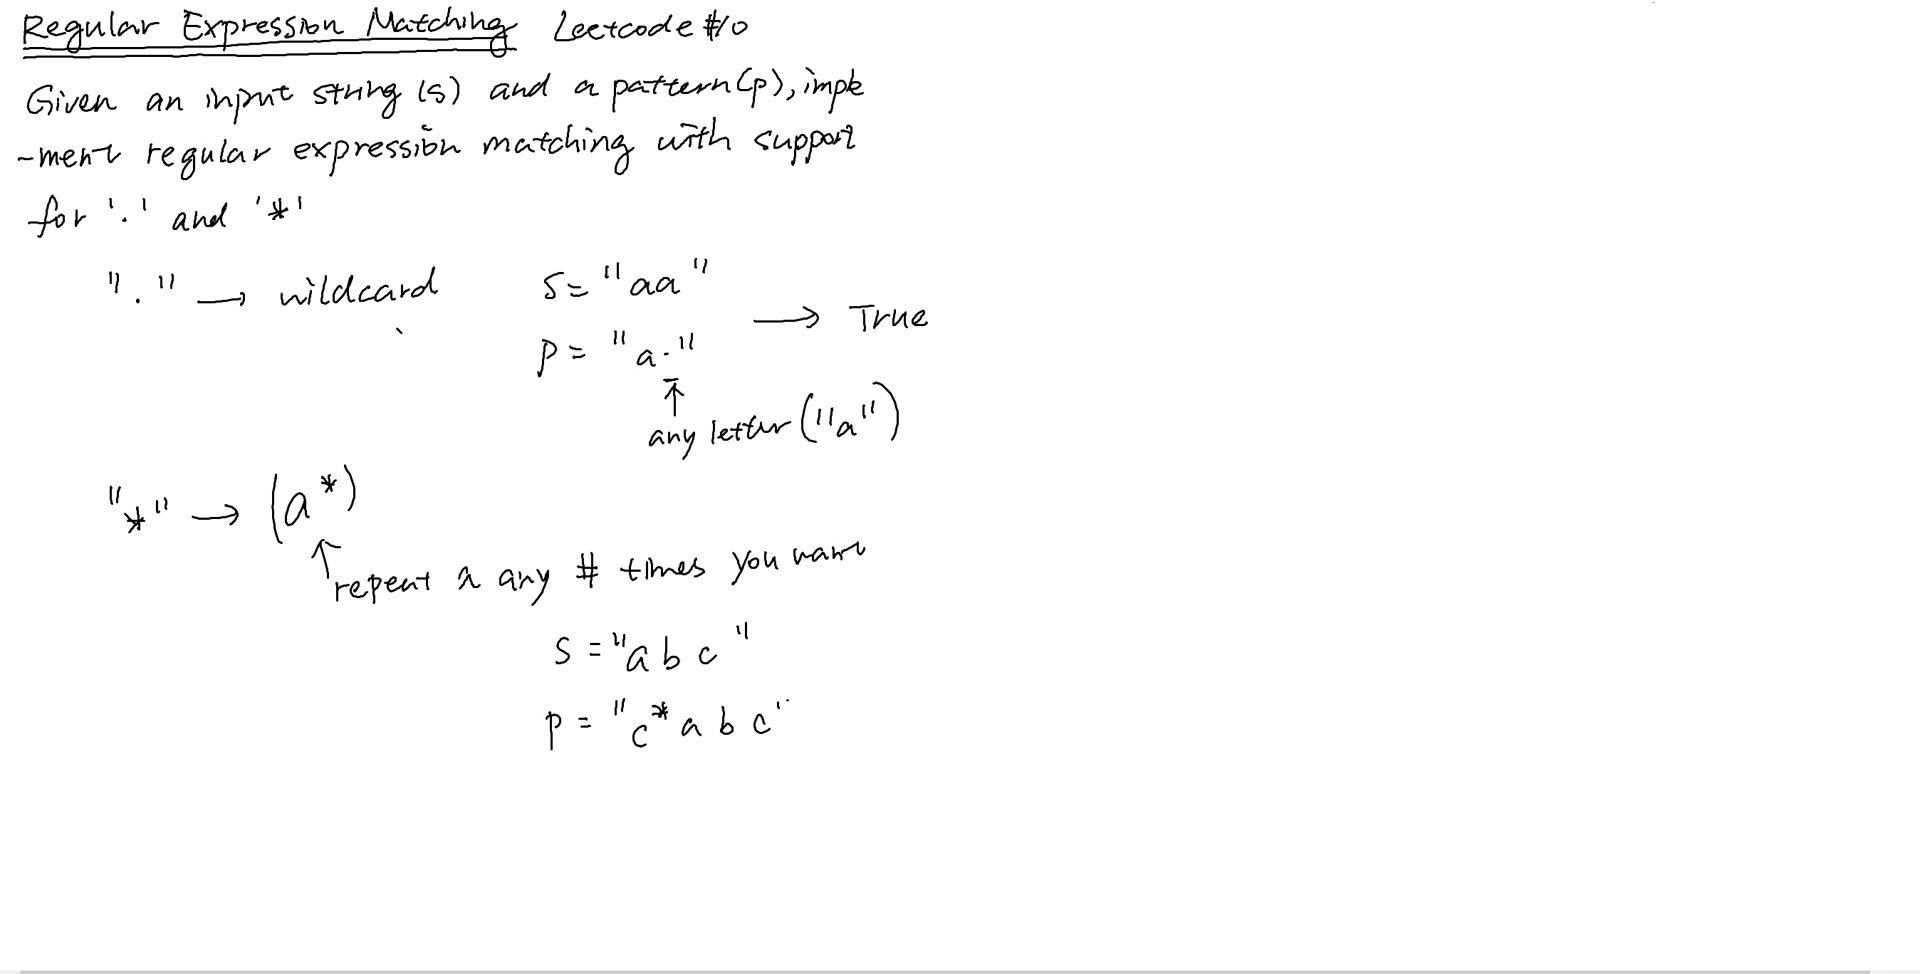 Regular Expression Matching Leetcode #10
Given an input string (s) and a pattern (p), imple
-ment regular expression matching with support
for '.' and '*'
"." → wildcard
s = "aa"
p = "a."
→ True
↑
any letter ("a")
"*" → (a*)
↑
repeat a any # times you want
s = "abc"
p = "c*abc"